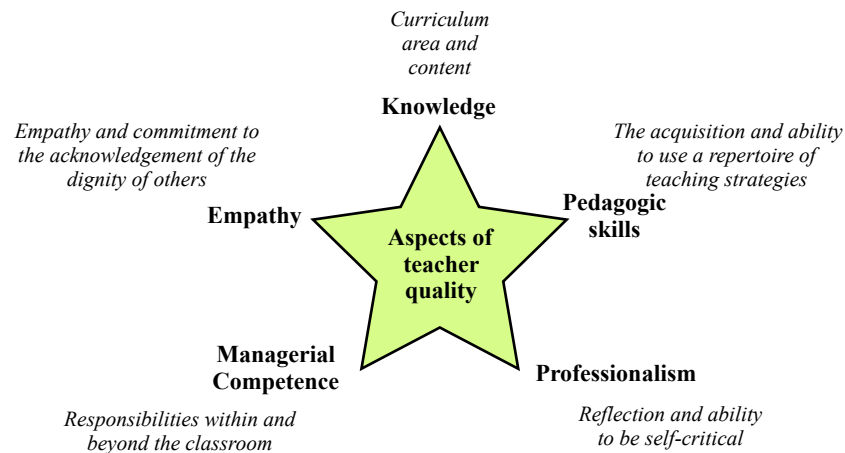 Curriculum
area and
content
Knowledge
Empathy and commitment to
the acknowledgement of the
dignity of others
Empathy
The acquisition and ability
to use a repertoire of
teaching strategies
Pedagogic
skills
Aspects of
teacher
quality
Managerial
Competence
Responsibilities within and
beyond the classroom
Professionalism
Reflection and ability
to be self-critical